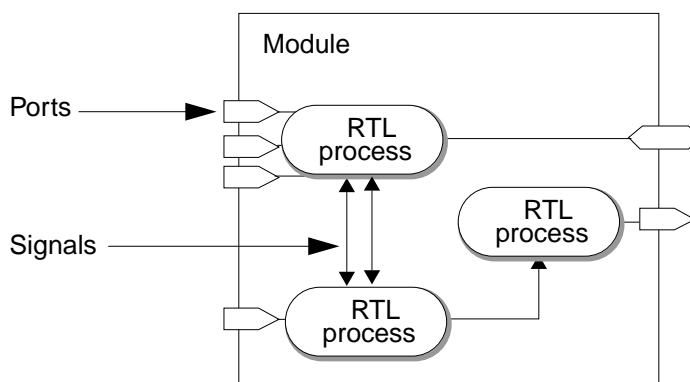 Module
Ports
RTL
process
RTL
process
Signals
RTL
process